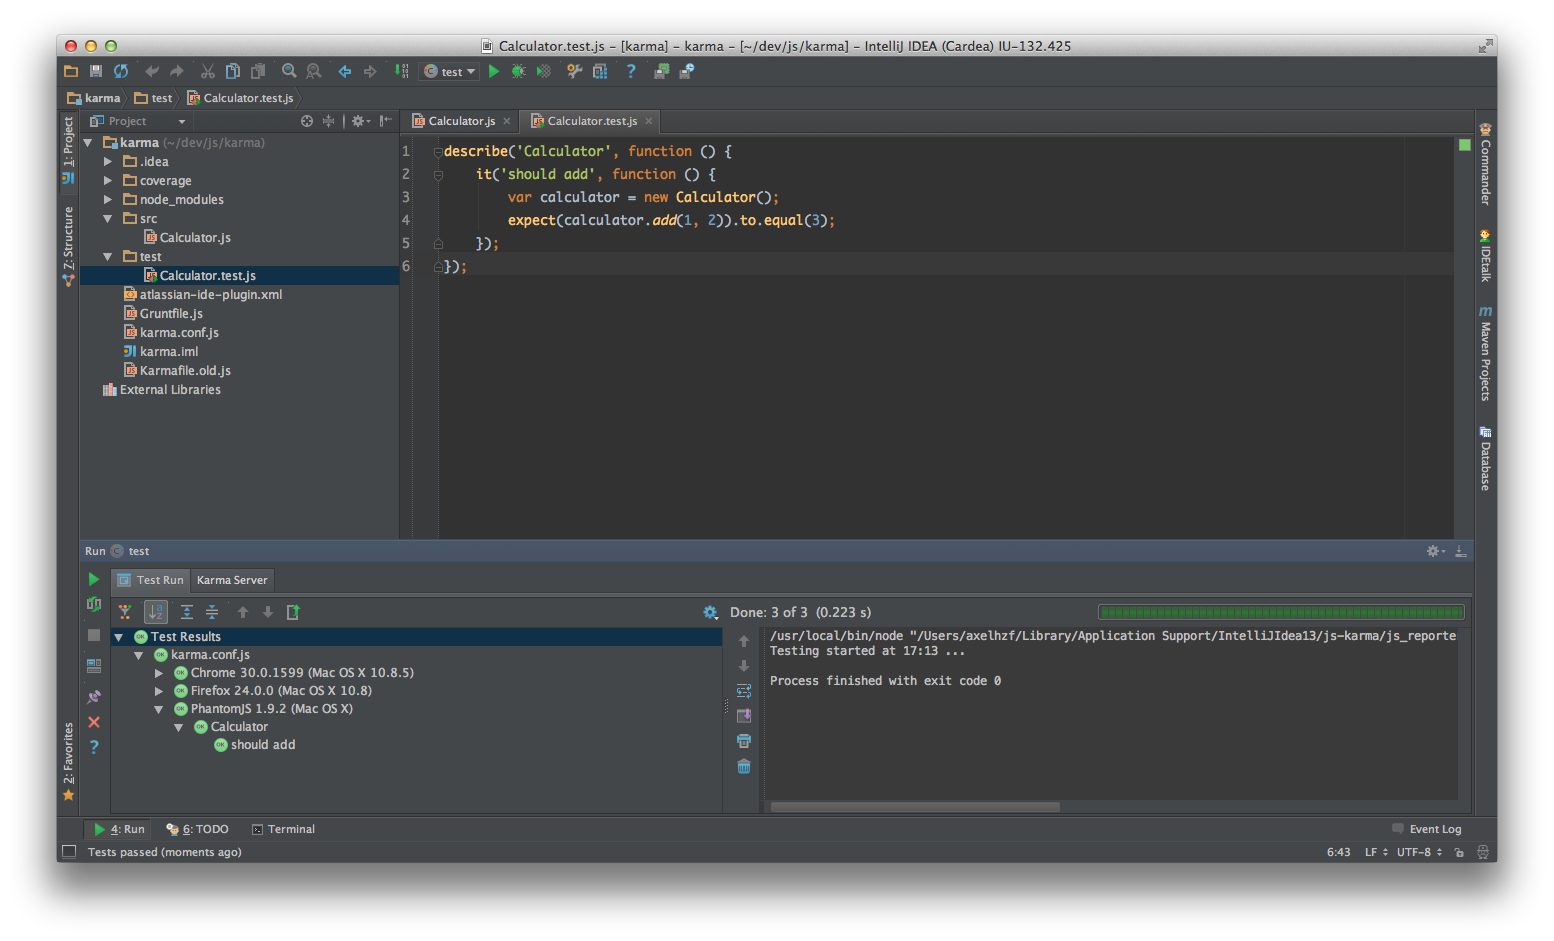 Calculator.test.js – [karma] – karma – [~/dev/js/karma] – IntelliJ IDEA (Cardea) IU-132.425
test
karma test Calculator.test.js
1: Project
Z: Structure
2: Favorites
Project
karma (~/dev/js/karma)
.idea
coverage
node_modules
src
Calculator.js
test
Calculator.test.js
atlassian-ide-plugin.xml
Gruntfile.js
karma.conf.js
karma.iml
Karmafile.old.js
External Libraries
Calculator.js Calculator.test.js
1 describe('Calculator', function () {
2 it('should add', function () {
3 var calculator = new Calculator();
4 expect(calculator.add(1, 2)).to.equal(3);
5 });
6 });
Commander
IDEtalk
Maven Projects
Database
Run test
Test Run Karma Server
Done: 3 of 3 (0.223 s)
Test Results
karma.conf.js
Chrome 30.0.1599 (Mac OS X 10.8.5)
Firefox 24.0.0 (Mac OS X 10.8)
PhantomJS 1.9.2 (Mac OS X)
Calculator
should add
/usr/local/bin/node "/Users/axelhzf/Library/Application Support/IntelliJIdea13/js-karma/js_reporte
Testing started at 17:13 ...
Process finished with exit code 0
4: Run 6: TODO Terminal Event Log
Tests passed (moments ago) 6:43 LF UTF-8